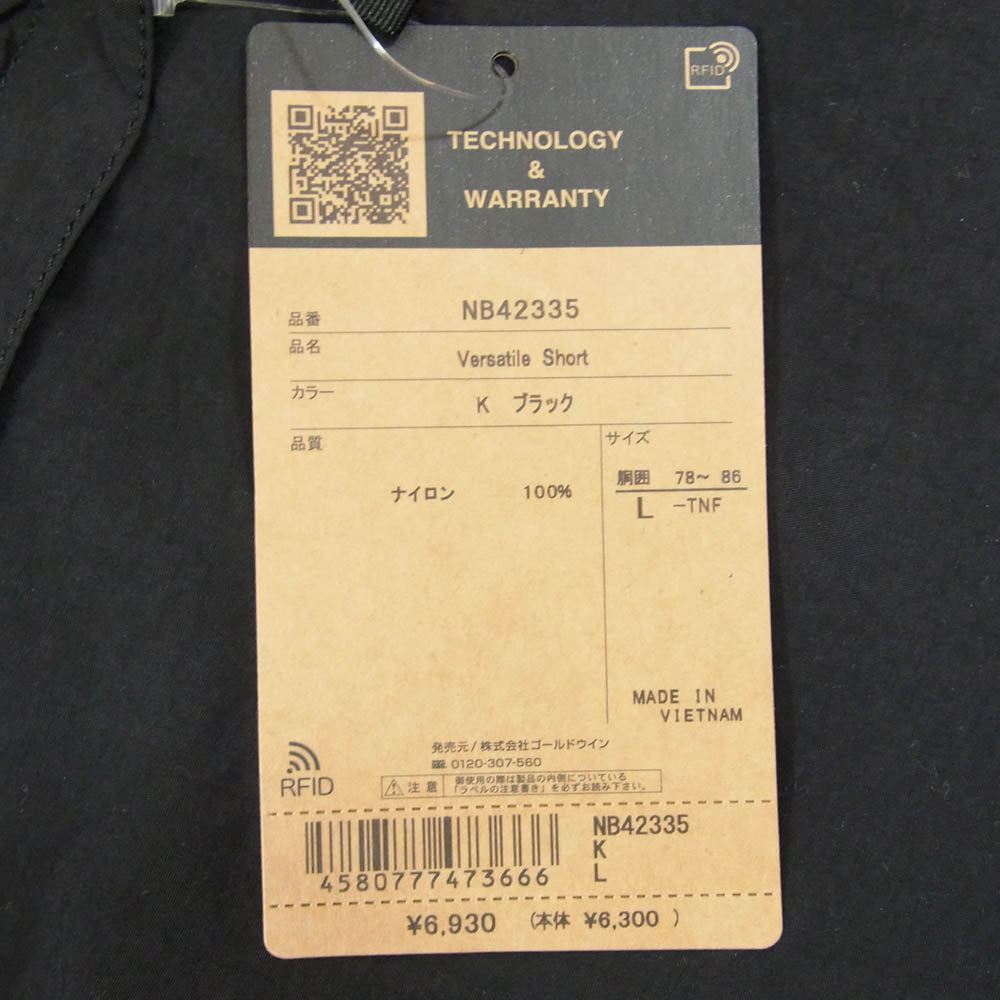 RFID
TECHNOLOGY
&
WARRANTY
品番 NB42335
品名 Versatile Short
カラー K ブラック
品質
ナイロン 100%
サイズ
胴囲 78~ 86
L -TNF
MADE IN
VIETNAM
発売元/株式会社ゴールドウイン
0120-307-560
RFID
注意
御使用の際は製品の内側についている
「ラベルの注意書き」を必ずお読み下さい。
4580777473666
NB42335
K
L
¥6,930 (本体 ¥6,300 )